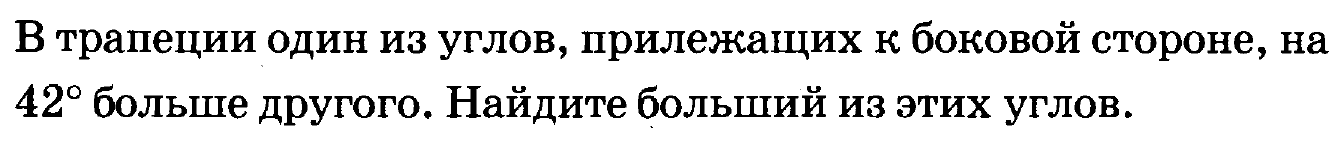 В трапеции один из углов, прилежащих к боковой стороне, на
42° больше другого. Найдите больший из этих углов.